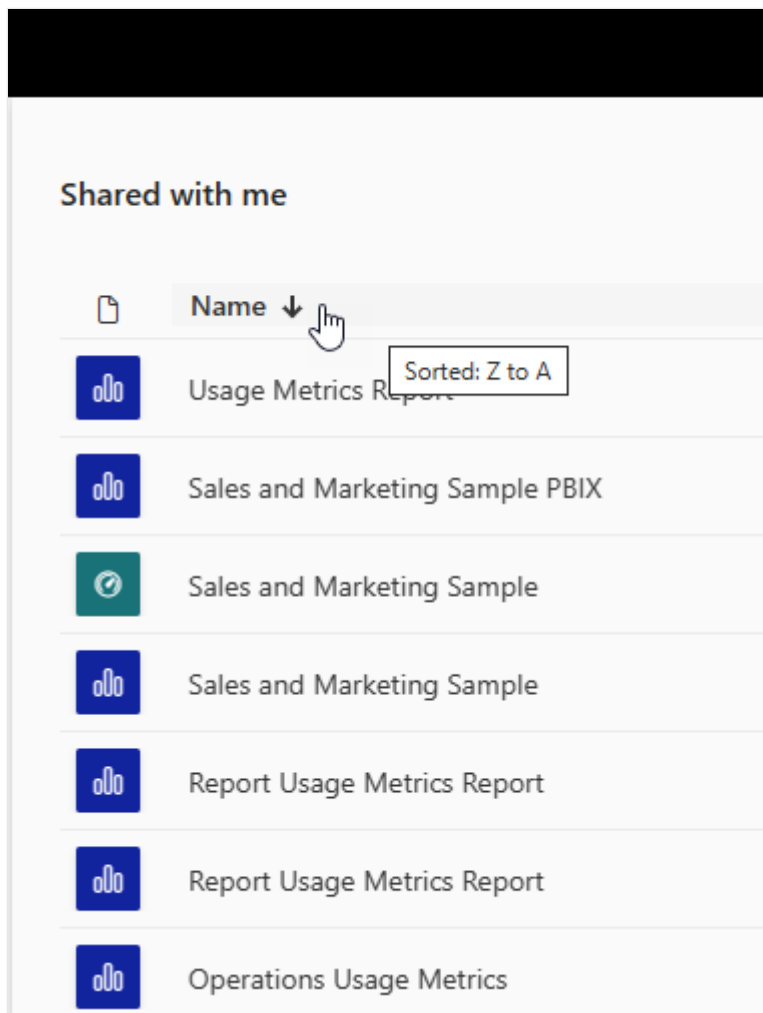 Shared with me
Name
Sorted: Z to A
Usage Metrics Report
Sales and Marketing Sample PBIX
Sales and Marketing Sample
Sales and Marketing Sample
Report Usage Metrics Report
Report Usage Metrics Report
Operations Usage Metrics